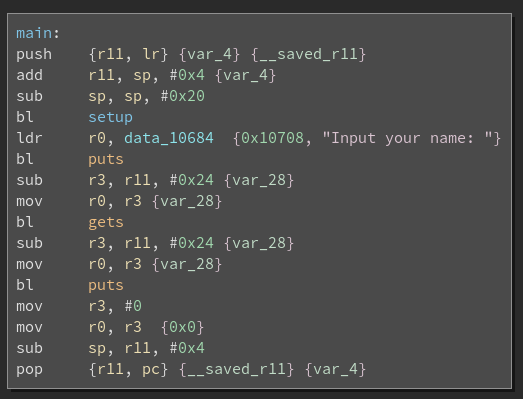 main:
push    {r11, lr} {var_4} {__saved_r11}
add     r11, sp, #0x4 {var_4}
sub     sp, sp, #0x20
bl      setup
ldr     r0, data_10684  {0x10708, "Input your name: "}
bl      puts
sub     r3, r11, #0x24 {var_28}
mov     r0, r3 {var_28}
bl      gets
sub     r3, r11, #0x24 {var_28}
mov     r0, r3 {var_28}
bl      puts
mov     r3, #0
mov     r0, r3  {0x0}
sub     sp, r11, #0x4
pop     {r11, pc} {__saved_r11} {var_4}